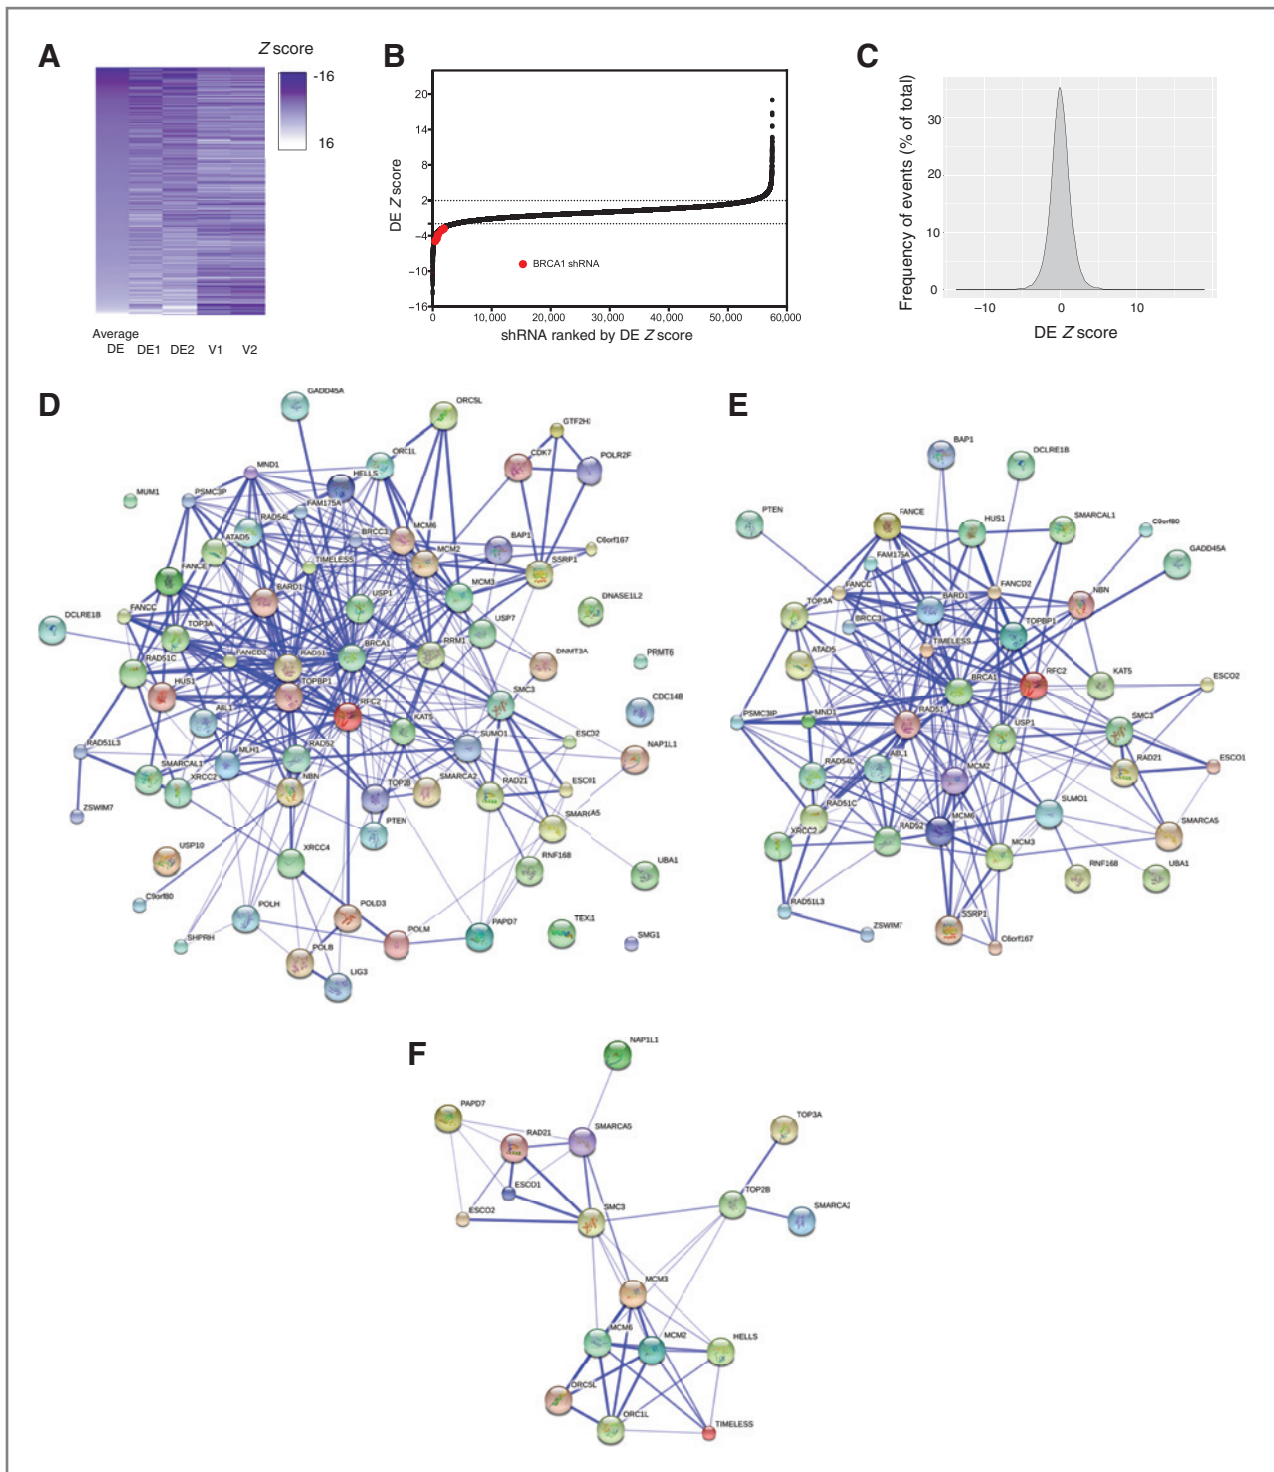 A
Z score
-16
16
Average
DE DE1 DE2 V1 V2
B
DE Z score
20
14
8
2
−4
−10
−16
BRCA1 shRNA
0 10,000 20,000 30,000 40,000 50,000 60,000
shRNA ranked by DE Z score
C
Frequency of events (% of total)
30
20
10
0
−10 0 10
DE Z score
D
GADD45A
ORC5L
GTF2H
MND1
ORC1L
CDK7
POLR2F
HELLS
MUM1
PSMC3P
FAM175A
RAD54L
BRCC3
MCM6
BAP1
C6orf167
ATAD5
MCM2
SSRP1
TIMELESS
FANCE
BARD1
USP1
MCM3
DNASE1L2
DCLRE1B
FANCC
TOP3A
USP7
BRCA1
RRM1
FANCD2
RAD51
DNMT3A
PRMT6
RAD51C
HUS1
TOPBP1
SMC3
CDC14B
RFC2
KAT5
RAD51L3
MLH1
RAD52
SUMO1
ESCO2
NAP1L1
SMARCAL1
XRCC2
NBN
TOP2B
SMARCA2
RAD21
ZSWIM7
PTEN
USP10
XRCC4
RNF168
UBA1
C9orf80
POLH
POLD3
SHPRH
POLM
PAPD7
SMG1
POLB
LIG3
E
BAP1
DCLRE1B
PTEN
FANCE
HUS1
SMARCAL1
C9orf80
FAM175A
GADD45A
FANCC
FANCD2
NBN
TOP3A
BARD1
BRCC3
TOPBP1
TIMELESS
ATAD5
BRCA1
RFC2
KAT5
ESCO2
PSMC3IP
MND1
RAD51
USP1
SMC3
RAD54L
ABL1
RAD21
ESCO1
MCM2
RAD51C
SUMO1
XRCC2
RAD52
MCM6
SMARCA5
MCM3
RNF168
UBA1
RAD51L3
ZSWIM7
SSRP1
C6orf167
F
NAP1L1
PAPD7
RAD21
SMARCA5
TOP3A
ESCO1
ESCO2
SMC3
TOP2B
SMARCA2
MCM3
MCM6
MCM2
HELLS
ORC5L
ORC1L
TIMELESS